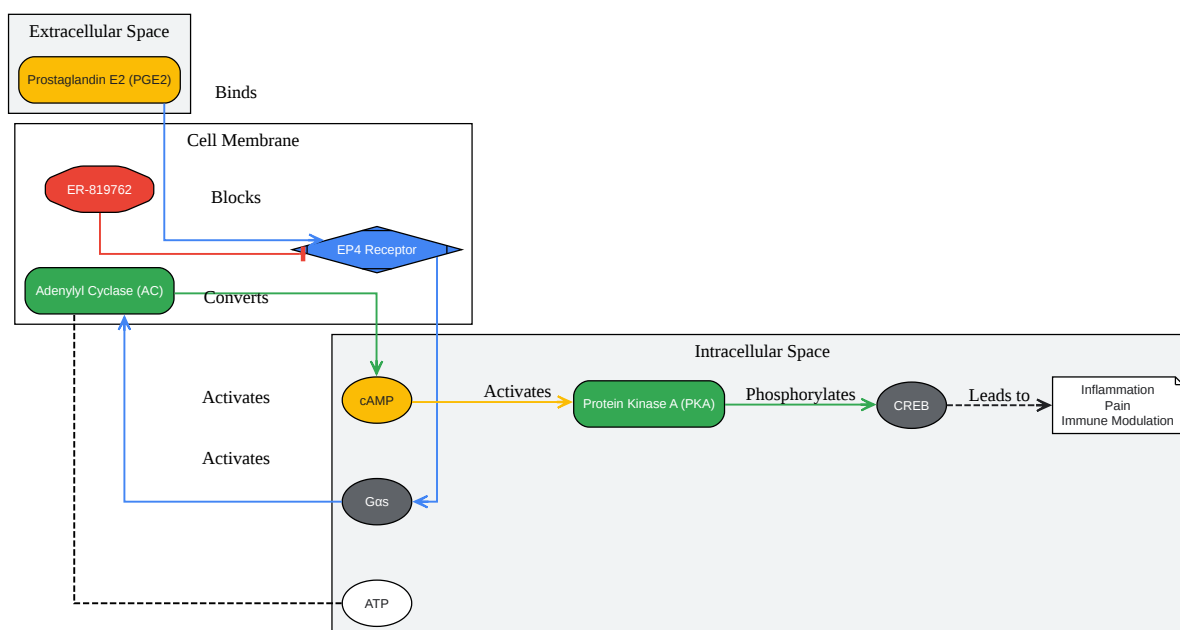 Extracellular Space
Prostaglandin E2 (PGE2)
Binds
Cell Membrane
ER-819762
Blocks
EP4 Receptor
Adenylyl Cyclase (AC)
Converts
Intracellular Space
Activates
cAMP
Activates
Protein Kinase A (PKA)
Phosphorylates
CREB
Leads to
Inflammation
Pain
Immune Modulation
Activates
Gαs
ATP